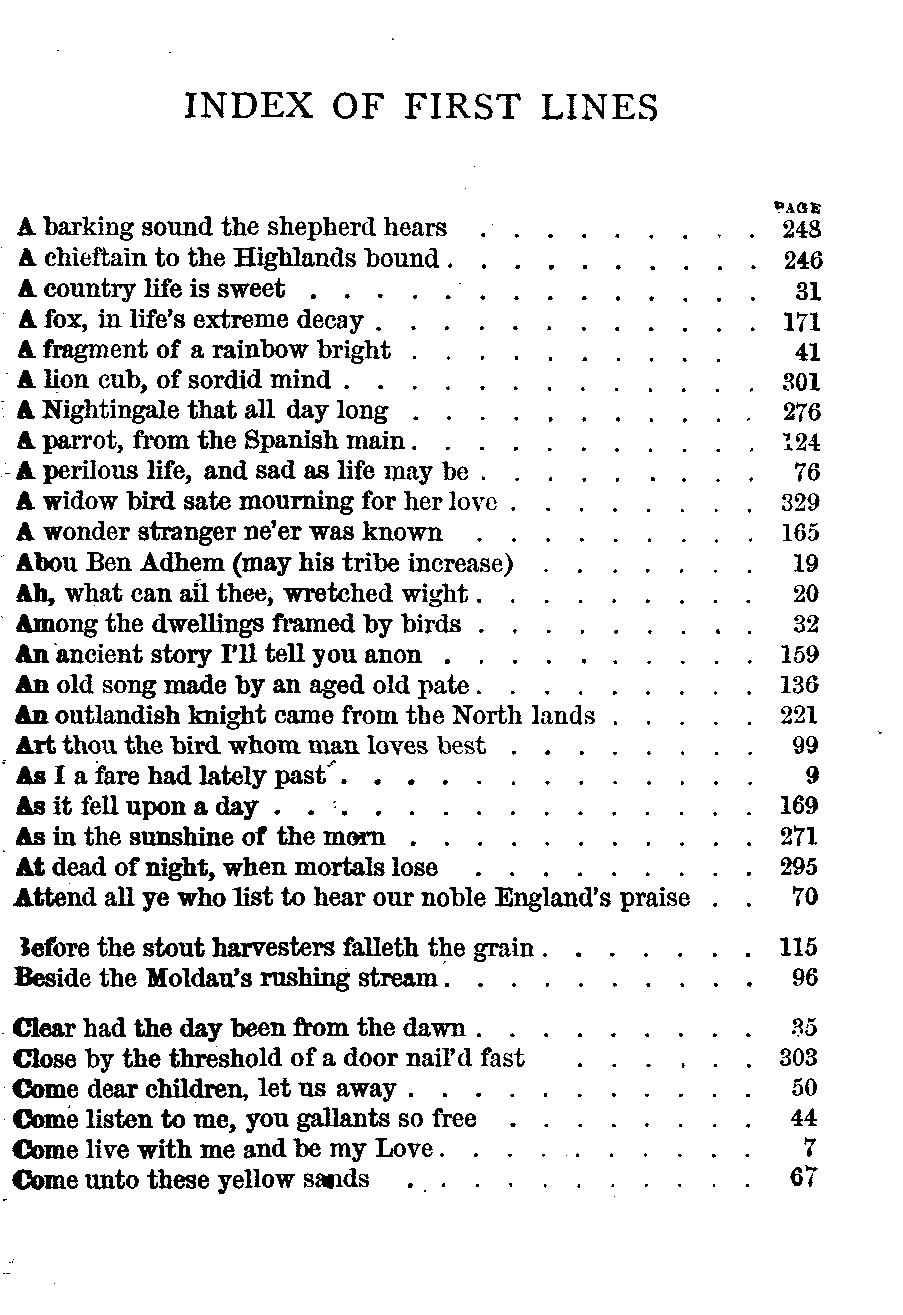 INDEX OF FIRST LINES
PAGE
A barking sound the shepherd hears . . . . . . . . . . 248
A chieftain to the Highlands bound . . . . . . . . . . 246
A country life is sweet . . . . . . . . . . . . . . 31
A fox, in life's extreme decay . . . . . . . . . . . . 171
A fragment of a rainbow bright . . . . . . . . . . 41
A lion cub, of sordid mind . . . . . . . . . . . . . 301
A Nightingale that all day long . . . . . . . . . . . 276
A parrot, from the Spanish main . . . . . . . . . . . 124
A perilous life, and sad as life may be . . . . . . . . . 76
A widow bird sate mourning for her love . . . . . . . . 329
A wonder stranger ne'er was known . . . . . . . . . 165
Abou Ben Adhem (may his tribe increase) . . . . . . . 19
Ah, what can ail thee, wretched wight . . . . . . . . . 20
Among the dwellings framed by birds . . . . . . . . . 32
An ancient story I'll tell you anon . . . . . . . . . . 159
An old song made by an aged old pate . . . . . . . . . 136
An outlandish knight came from the North lands . . . . . 221
Art thou the bird whom man loves best . . . . . . . . 99
As I a fare had lately past . . . . . . . . . . . . . 9
As it fell upon a day . . . . . . . . . . . . . . . 169
As in the sunshine of the morn . . . . . . . . . . . 271
At dead of night, when mortals lose . . . . . . . . . 295
Attend all ye who list to hear our noble England's praise . . 70
Before the stout harvesters falleth the grain . . . . . . . 115
Beside the Moldau's rushing stream . . . . . . . . . . 96
Clear had the day been from the dawn . . . . . . . . . 35
Close by the threshold of a door nail'd fast . . . . . . 303
Come dear children, let us away . . . . . . . . . . . 50
Come listen to me, you gallants so free . . . . . . . . 44
Come live with me and be my Love . . . . . . . . . . 7
Come unto these yellow sands . . . . . . . . . . . 67